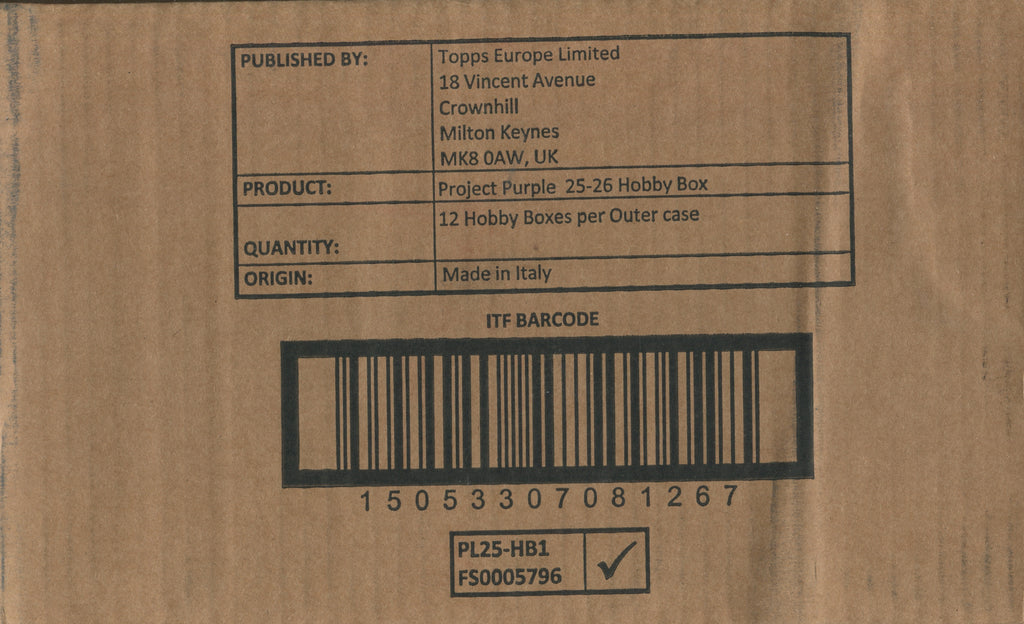 PUBLISHED BY:
Topps Europe Limited
18 Vincent Avenue
Crownhill
Milton Keynes
MK8 0AW, UK
PRODUCT:
Project Purple 25-26 Hobby Box
QUANTITY:
12 Hobby Boxes per Outer case
ORIGIN:
Made in Italy
ITF BARCODE
15053307081267
PL25-HB1
FS0005796